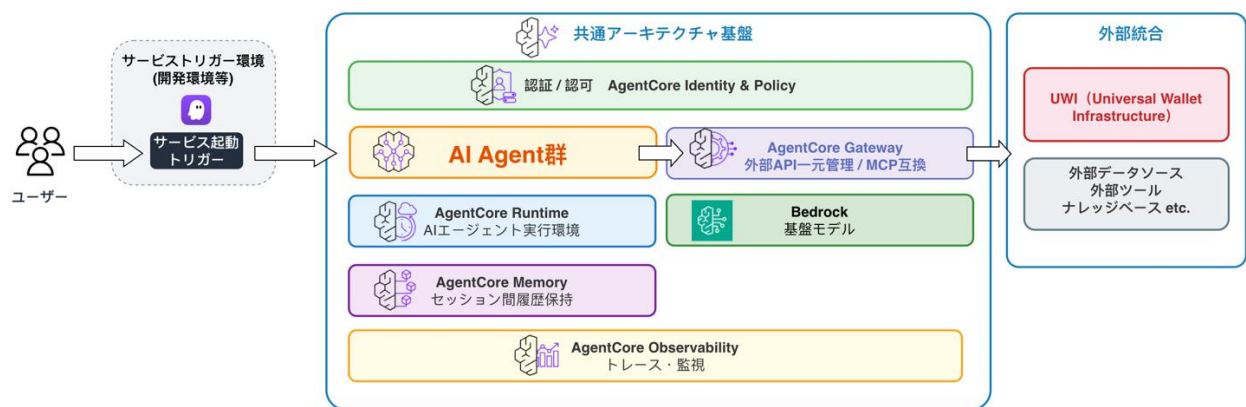 ユーザー
サービストリガー環境
(開発環境等)
サービス起動
トリガー
共通アーキテクチャ基盤
認証 / 認可 AgentCore Identity & Policy
AI Agent群
AgentCore Gateway
外部API一元管理 / MCP互換
AgentCore Runtime
AIエージェント実行環境
Bedrock
基盤モデル
AgentCore Memory
セッション間履歴保持
AgentCore Observability
トレース・監視
外部統合
UWI（Universal Wallet
Infrastructure）
外部データソース
外部ツール
ナレッジベース etc.